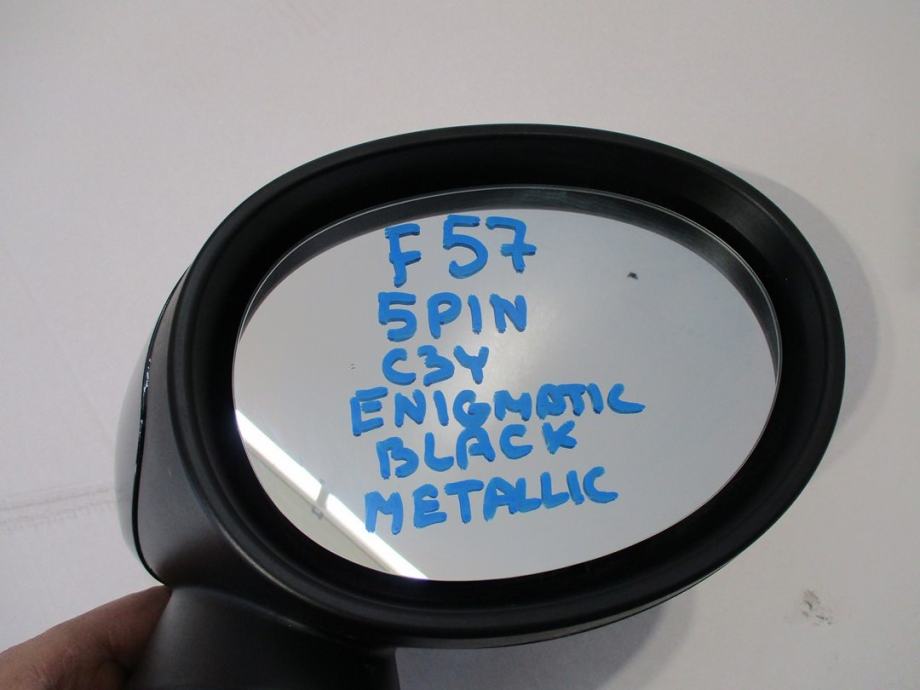 F57
5PIN
C3Y
ENIGMATIC
BLACK
METALLIC